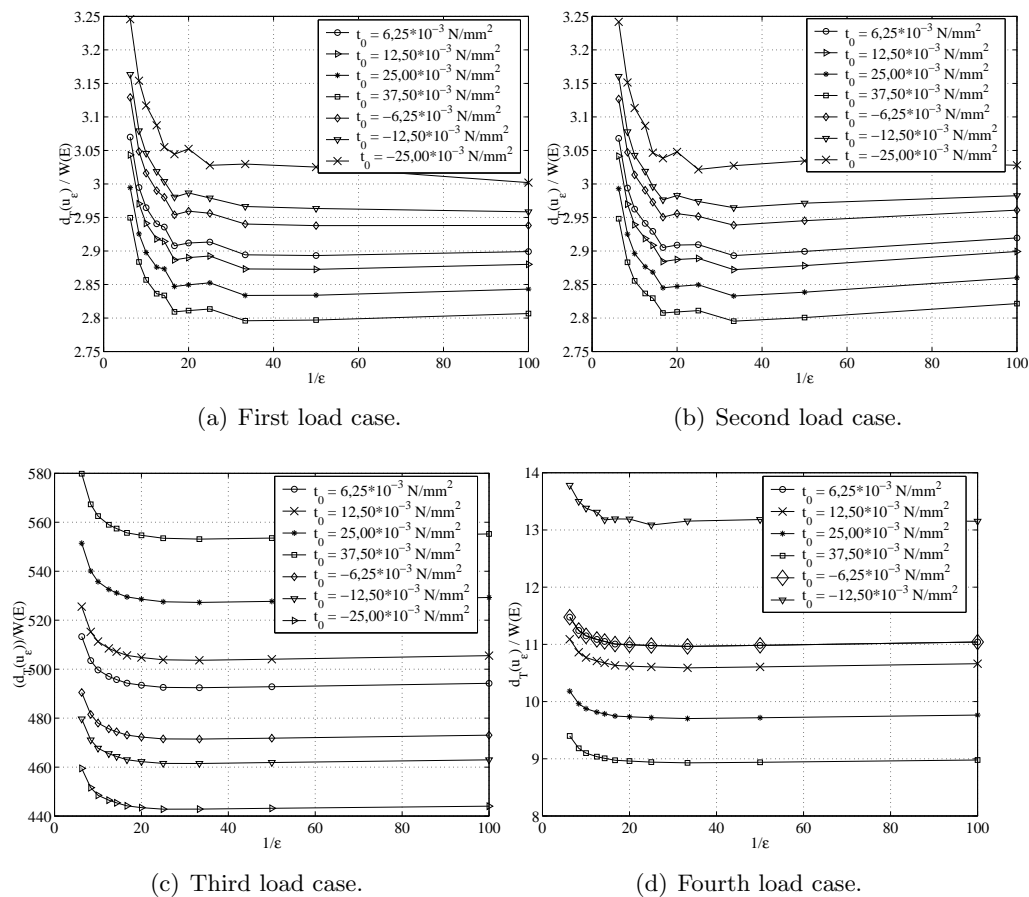 3.25
3.2
3.15
3.1
3.05
3
2.95
2.9
2.85
2.8
2.75
0 20 40 60 80 100
1/ε
d_T(u_ε) / W(E)
t_0 = 6,25*10^−3 N/mm^2
t_0 = 12,50*10^−3 N/mm^2
t_0 = 25,00*10^−3 N/mm^2
t_0 = 37,50*10^−3 N/mm^2
t_0 = −6,25*10^−3 N/mm^2
t_0 = −12,50*10^−3 N/mm^2
t_0 = −25,00*10^−3 N/mm^2
(a) First load case.
3.25
3.2
3.15
3.1
3.05
3
2.95
2.9
2.85
2.8
2.75
0 20 40 60 80 100
1/ε
d_T(u_ε) / W(E)
t_0 = 6,25*10^−3 N/mm^2
t_0 = 12,50*10^−3 N/mm^2
t_0 = 25,00*10^−3 N/mm^2
t_0 = 37,50*10^−3 N/mm^2
t_0 = −6,25*10^−3 N/mm^2
t_0 = −12,50*10^−3 N/mm^2
t_0 = −25,00*10^−3 N/mm^2
(b) Second load case.
580
560
540
520
500
480
460
440
0 20 40 60 80 100
1/ε
(d_T(u_ε))/W(E)
t_0 = 6,25*10^−3 N/mm^2
t_0 = 12,50*10^−3 N/mm^2
t_0 = 25,00*10^−3 N/mm^2
t_0 = 37,50*10^−3 N/mm^2
t_0 = −6,25*10^−3 N/mm^2
t_0 = −12,50*10^−3 N/mm^2
t_0 = −25,00*10^−3 N/mm^2
(c) Third load case.
14
13
12
11
10
9
8
0 20 40 60 80 100
1/ε
d_T(u_ε) / W(E)
t_0 = 6,25*10^−3 N/mm^2
t_0 = 12,50*10^−3 N/mm^2
t_0 = 25,00*10^−3 N/mm^2
t_0 = 37,50*10^−3 N/mm^2
t_0 = −6,25*10^−3 N/mm^2
t_0 = −12,50*10^−3 N/mm^2
(d) Fourth load case.